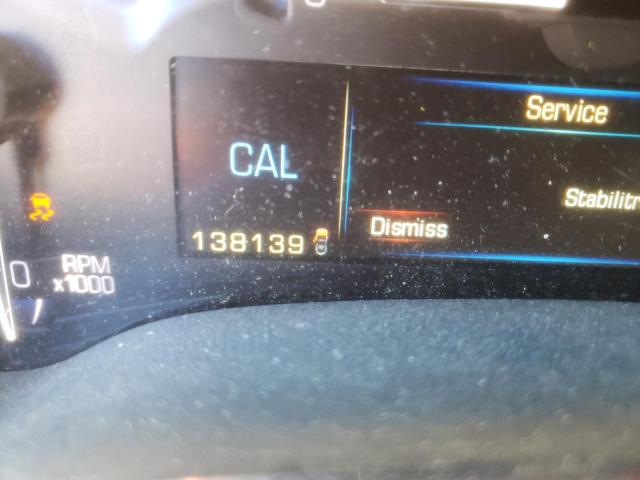 Service
CAL
Stabilitr
Dismiss
138139
0 RPM
x1000